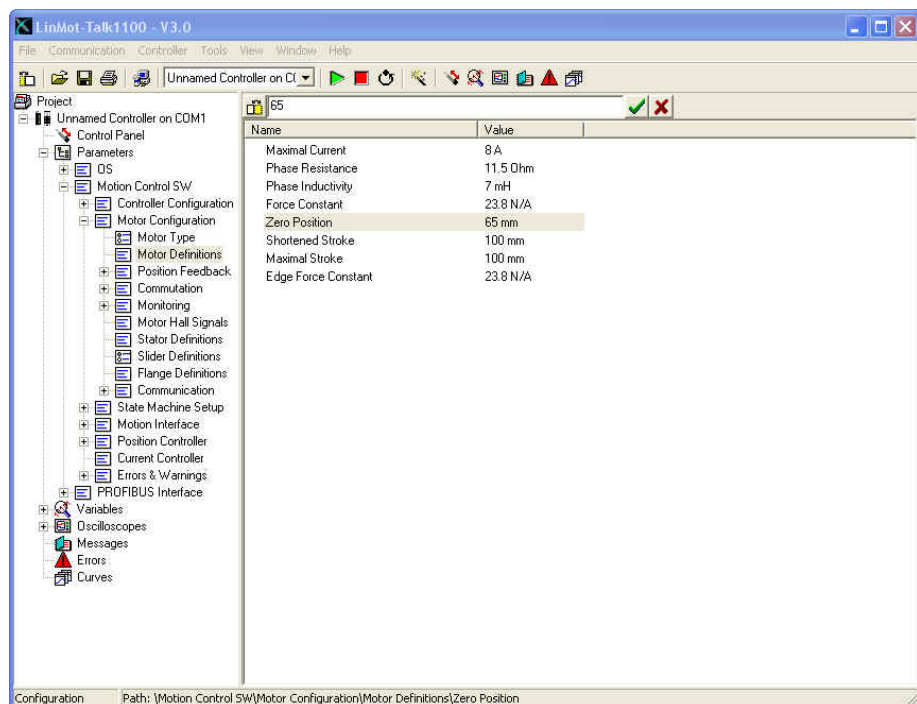 LinMot-Talk1100 - V3.0
File Communication Controller Tools View Window Help
Unnamed Controller on C(
Project
Unnamed Controller on COM1
Control Panel
Parameters
OS
Motion Control SW
Controller Configuration
Motor Configuration
Motor Type
Motor Definitions
Position Feedback
Commutation
Monitoring
Motor Hall Signals
Stator Definitions
Slider Definitions
Flange Definitions
Communication
State Machine Setup
Motion Interface
Position Controller
Current Controller
Errors & Warnings
PROFIBUS Interface
Variables
Oscilloscopes
Messages
Errors
Curves
65
Name Value
Maximal Current 8 A
Phase Resistance 11.5 Ohm
Phase Inductivity 7 mH
Force Constant 23.8 N/A
Zero Position 65 mm
Shortened Stroke 100 mm
Maximal Stroke 100 mm
Edge Force Constant 23.8 N/A
Configuration Path: \Motion Control SW\Motor Configuration\Motor Definitions\Zero Position